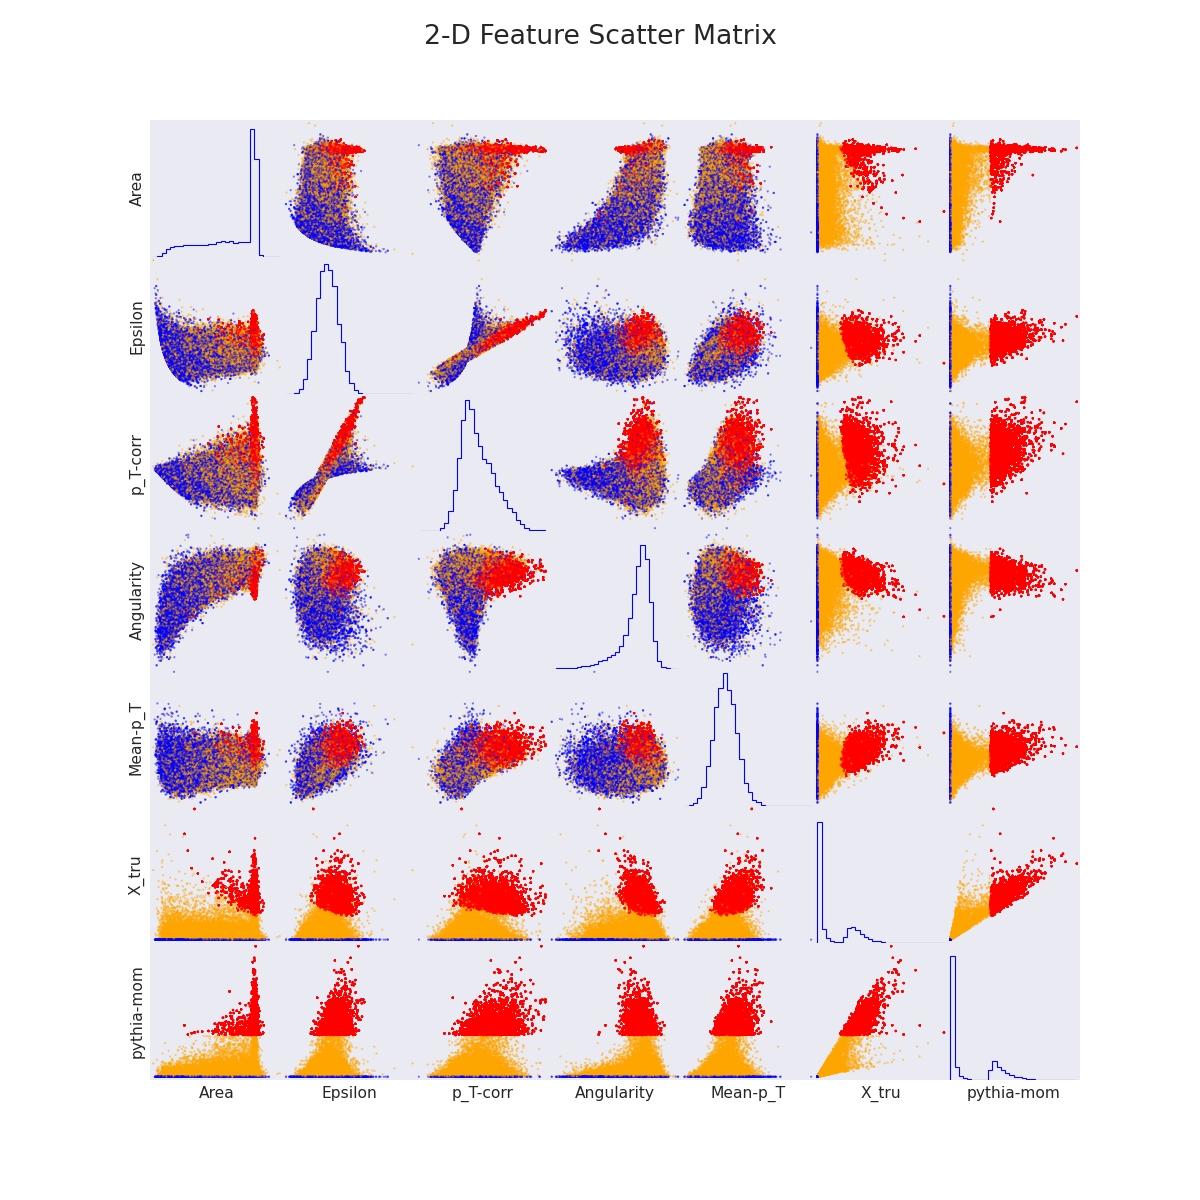 2-D Feature Scatter Matrix
Area
Epsilon
p_T-corr
Angularity
Mean-p_T
X_tru
pythia-mom
Area
Epsilon
p_T-corr
Angularity
Mean-p_T
X_tru
pythia-mom